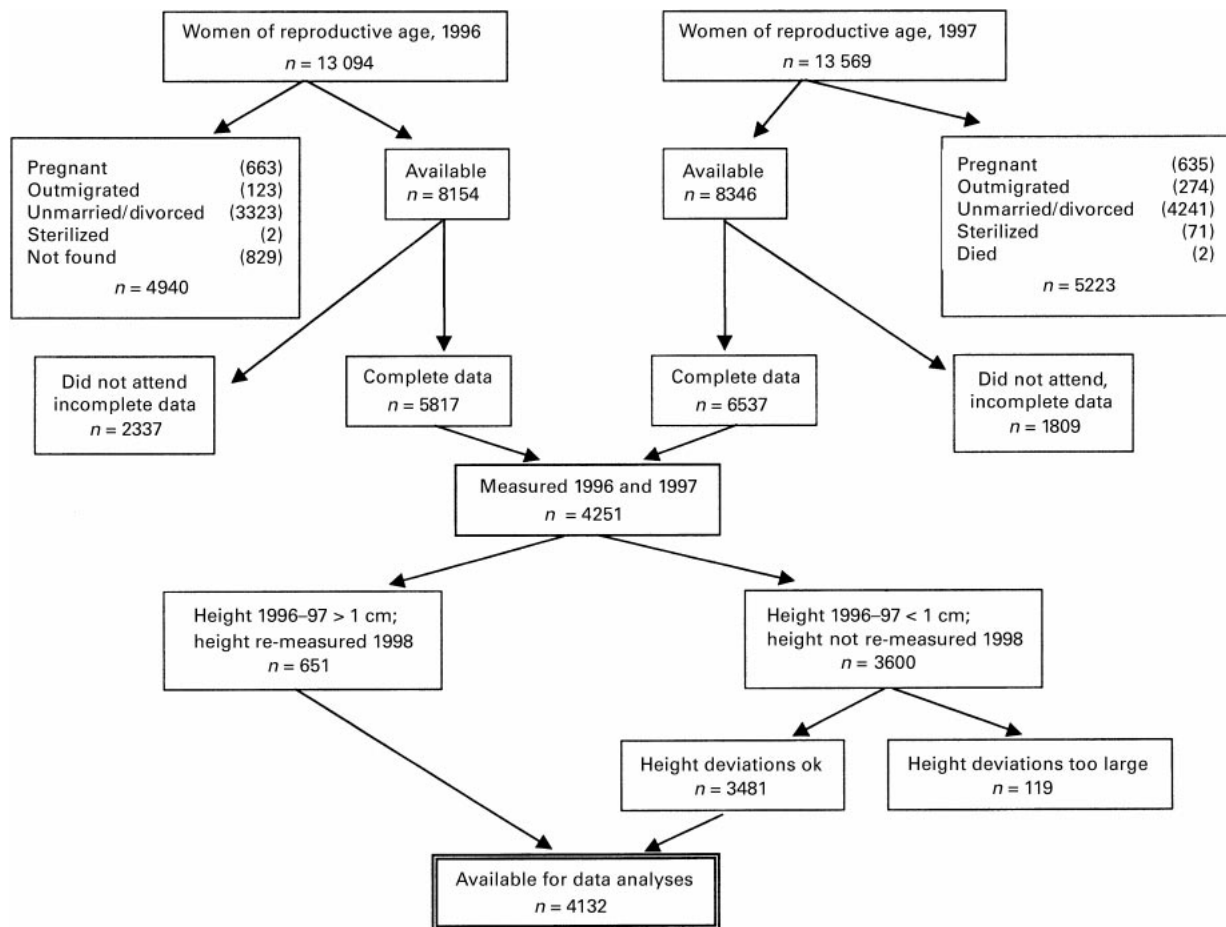 Women of reproductive age, 1996
n = 13 094
Women of reproductive age, 1997
n = 13 569
Pregnant (663)
Outmigrated (123)
Unmarried/divorced (3323)
Sterilized (2)
Not found (829)
n = 4940
Available
n = 8154
Available
n = 8346
Pregnant (635)
Outmigrated (274)
Unmarried/divorced (4241)
Sterilized (71)
Died (2)
n = 5223
Did not attend
incomplete data
n = 2337
Complete data
n = 5817
Complete data
n = 6537
Did not attend,
incomplete data
n = 1809
Measured 1996 and 1997
n = 4251
Height 1996–97 > 1 cm;
height re-measured 1998
n = 651
Height 1996–97 < 1 cm;
height not re-measured 1998
n = 3600
Height deviations ok
n = 3481
Height deviations too large
n = 119
Available for data analyses
n = 4132